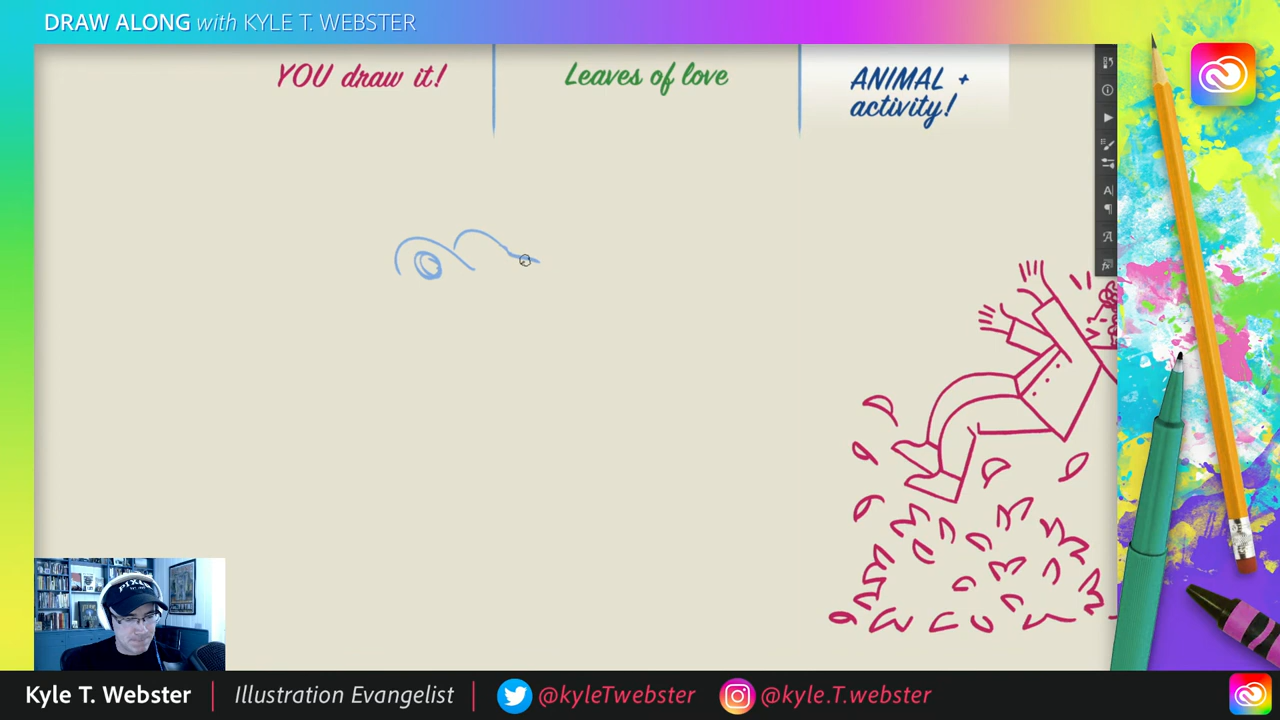 DRAW ALONG with KYLE T. WEBSTER
YOU draw it!
Leaves of love
ANIMAL +
activity!
Kyle T. Webster | Illustration Evangelist @kyleTwebster @kyle.T.webster